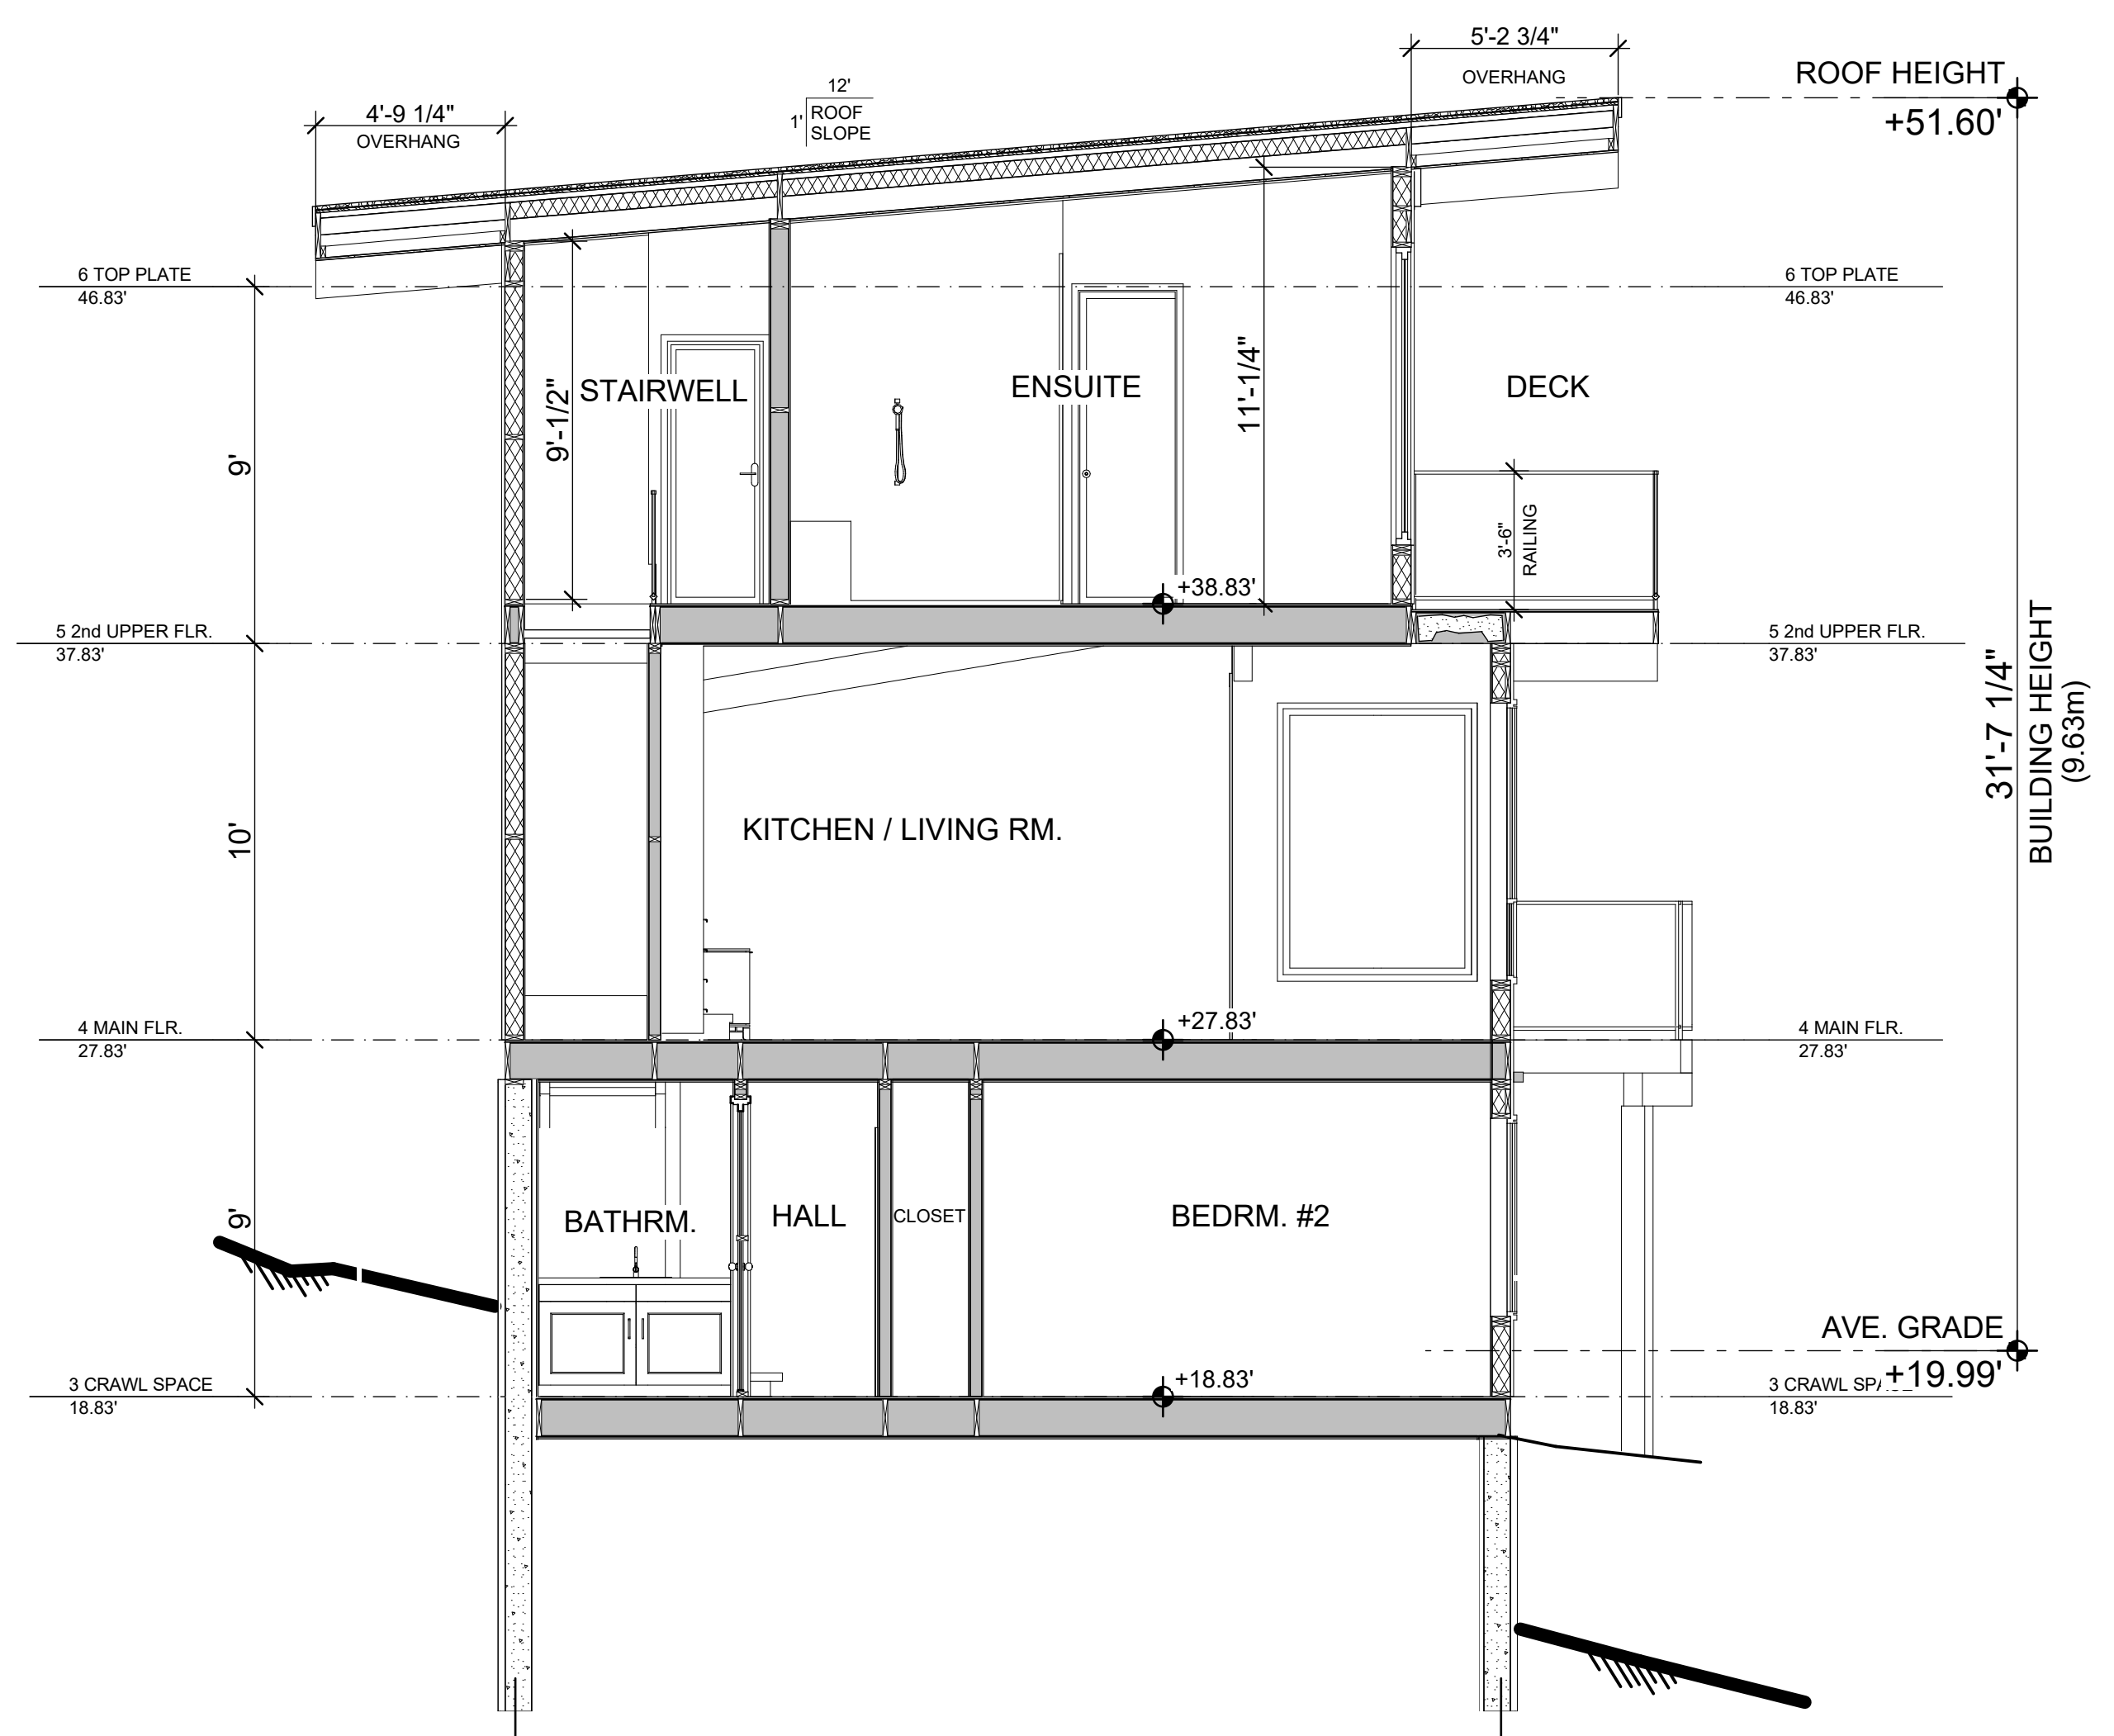 5'-2 3/4"
OVERHANG
ROOF HEIGHT
+51.60'
4'-9 1/4"
OVERHANG
12'
1'
ROOF
SLOPE
6 TOP PLATE
46.83'
6 TOP PLATE
46.83'
9'
9'-1/2"
STAIRWELL
ENSUITE
11'-1/4"
DECK
3'-6"
RAILING
+38.83'
5 2nd UPPER FLR.
37.83'
5 2nd UPPER FLR.
37.83'
31'-7 1/4"
BUILDING HEIGHT
(9.63m)
10'
KITCHEN / LIVING RM.
+27.83'
4 MAIN FLR.
27.83'
4 MAIN FLR.
27.83'
9'
BATHRM.
HALL
CLOSET
BEDRM. #2
AVE. GRADE
+19.99'
3 CRAWL SPACE
18.83'
+18.83'
3 CRAWL
18.83'